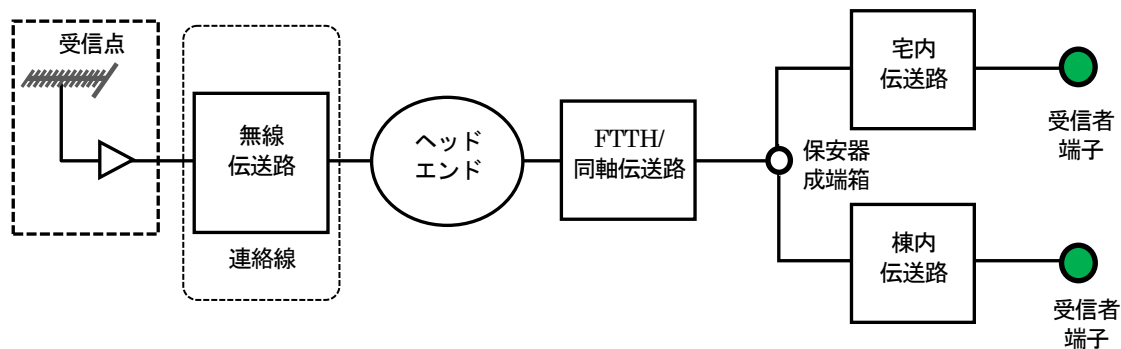 受信点
無線
伝送路
連絡線
ヘッド
エンド
FTTH/
同軸伝送路
保安器
成端箱
宅内
伝送路
受信者
端子
棟内
伝送路
受信者
端子